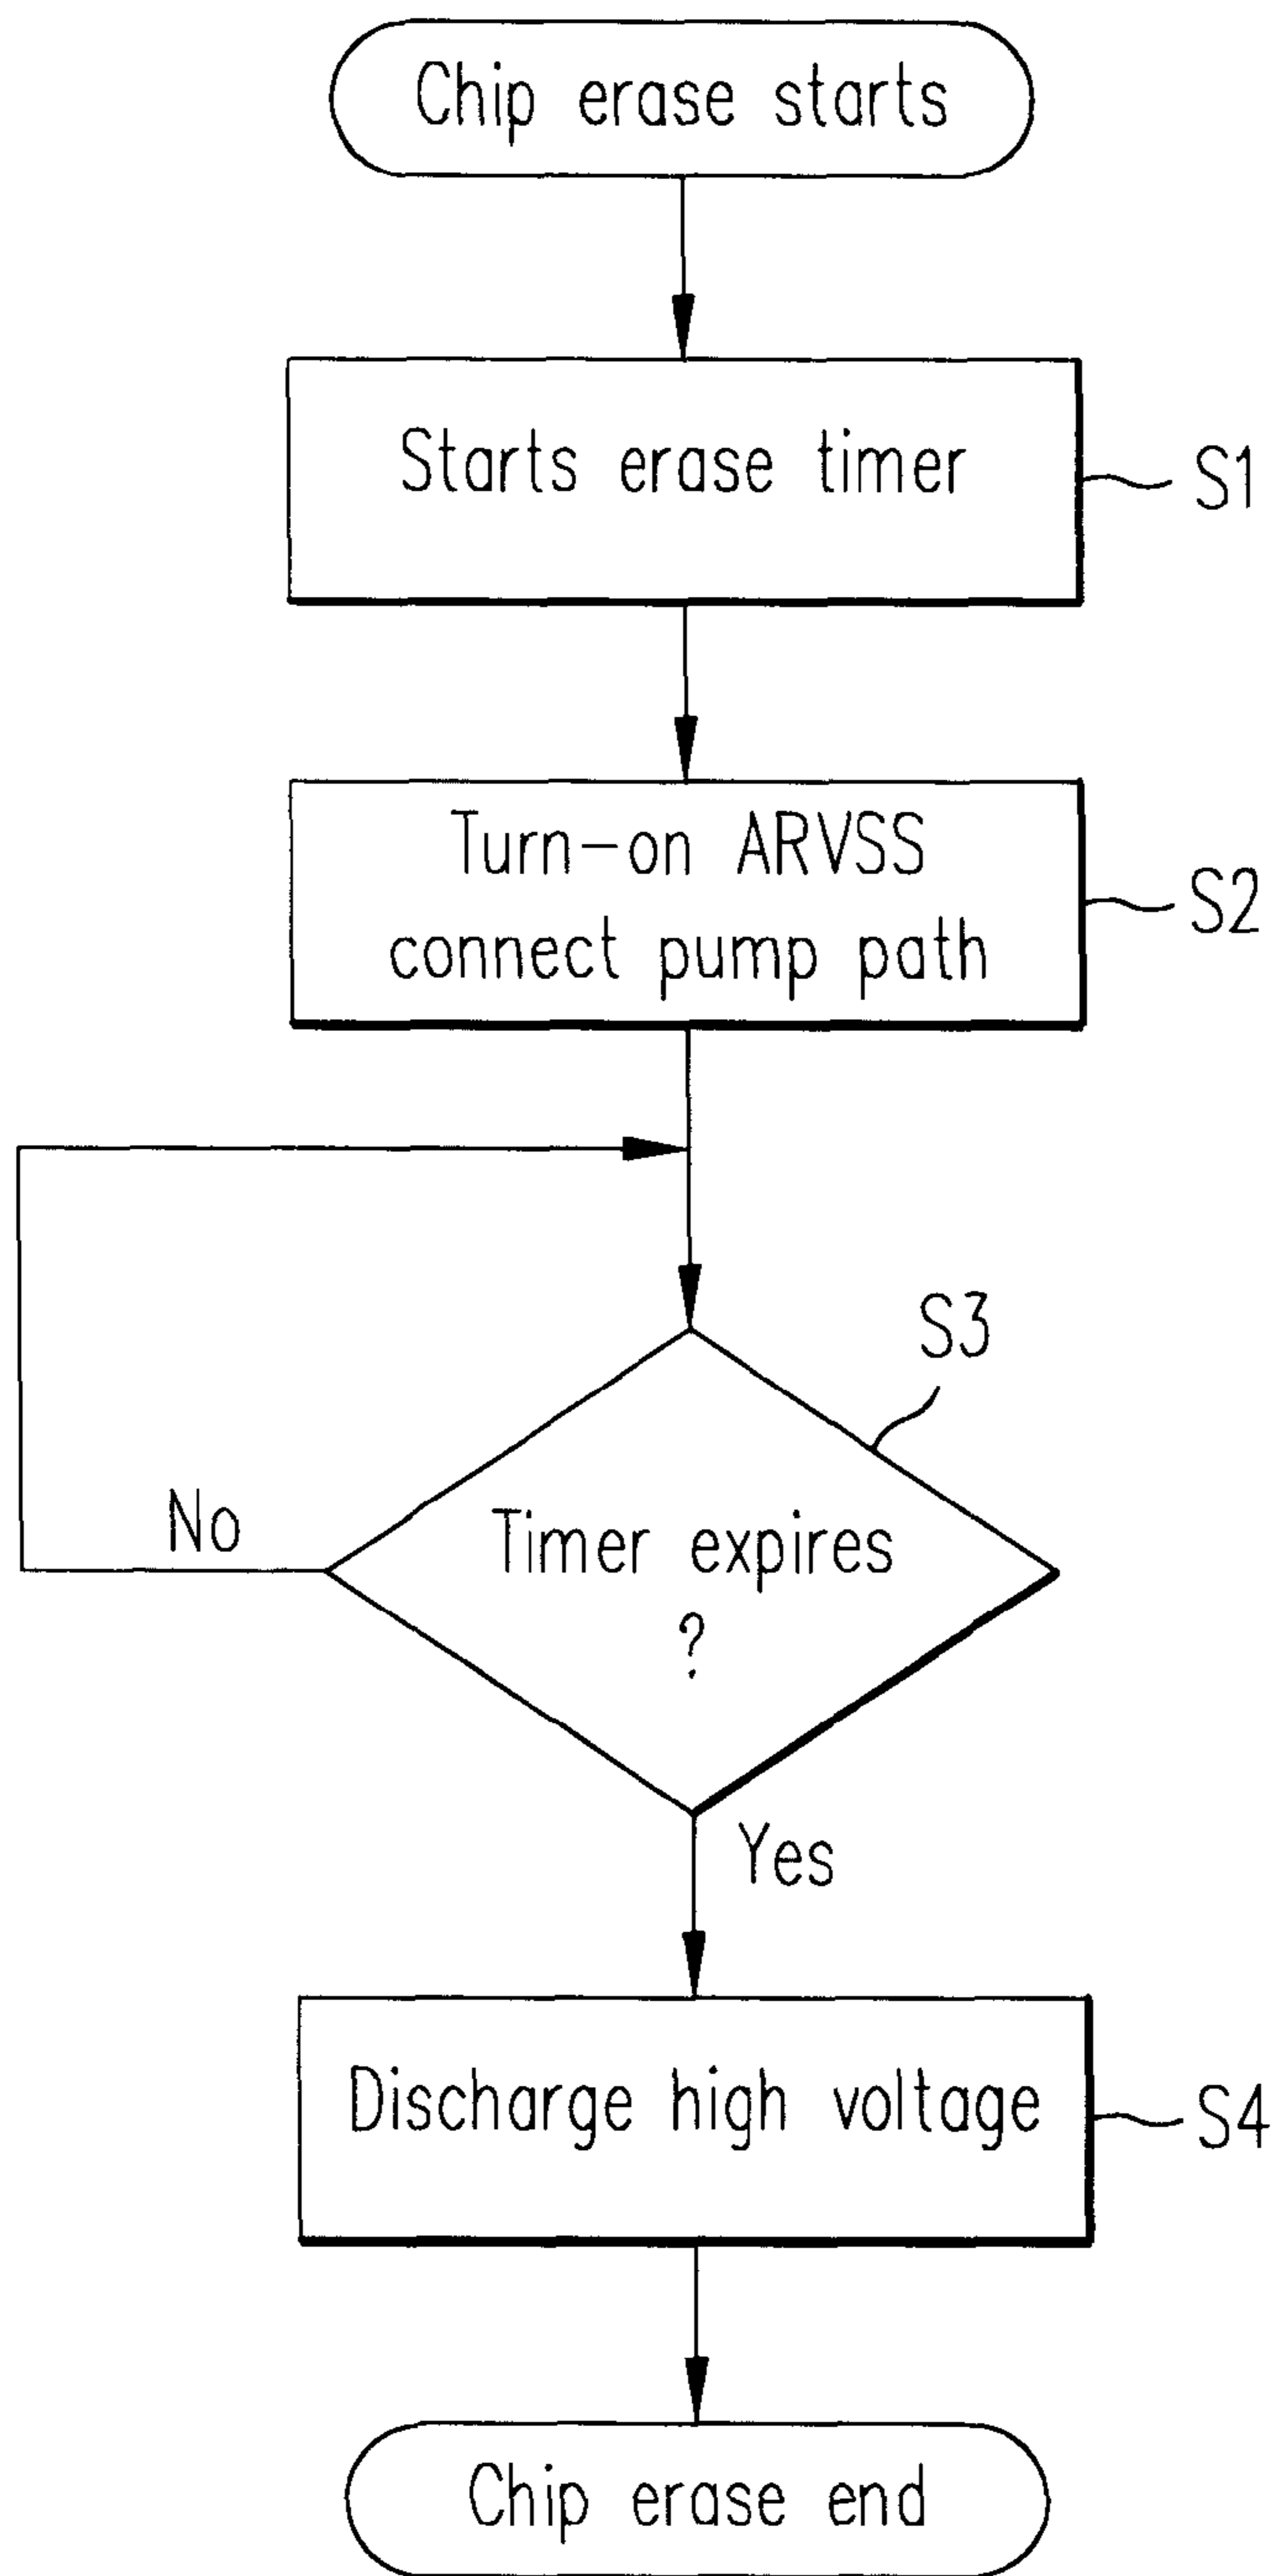 Chip erase starts
Starts erase timer
S1
Turn-on ARVSS
connect pump path
S2
S3
Timer expires
?
No
Yes
Discharge high voltage
S4
Chip erase end